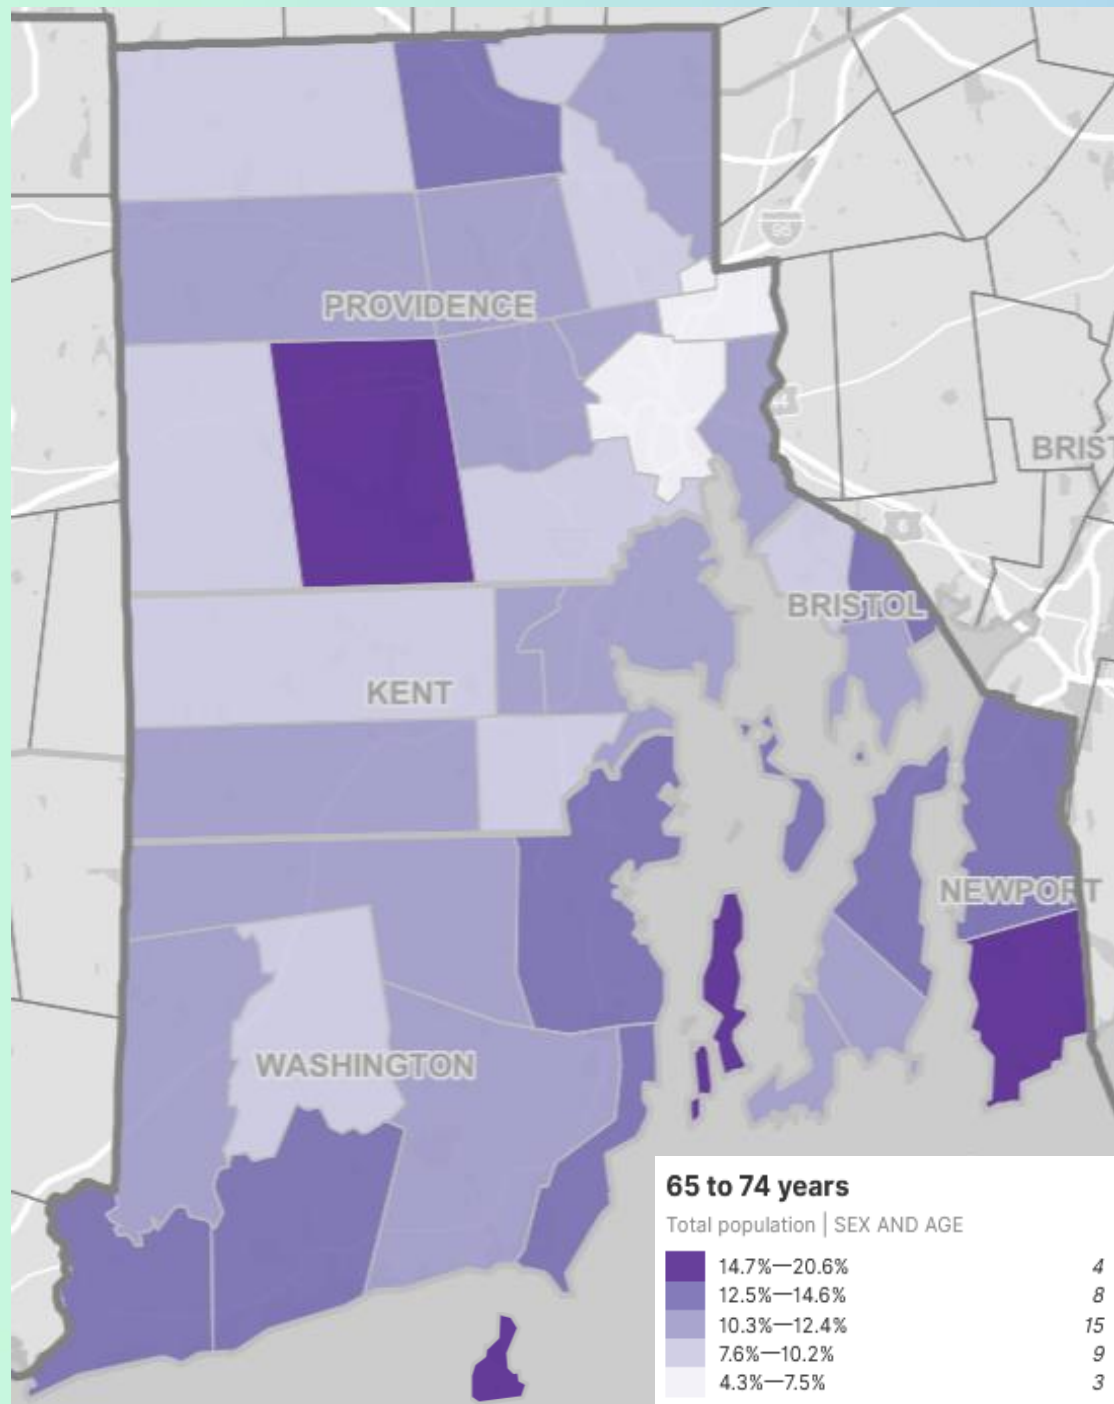 95
PROVIDENCE
BRIST
BRISTOL
KENT
NEWPORT
WASHINGTON
65 to 74 years
Total population | SEX AND AGE
14.7%—20.6% 4
12.5%—14.6% 8
10.3%—12.4% 15
7.6%—10.2% 9
4.3%—7.5% 3